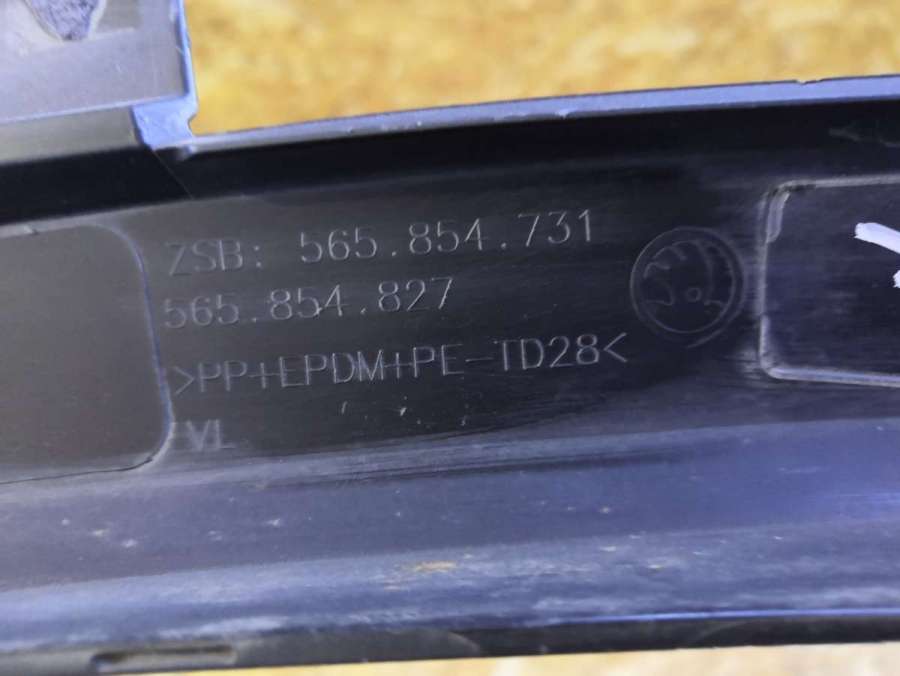 ZSB: 565.854.731
565.854.827
>PP+EPDM+PE-TD28<
VL